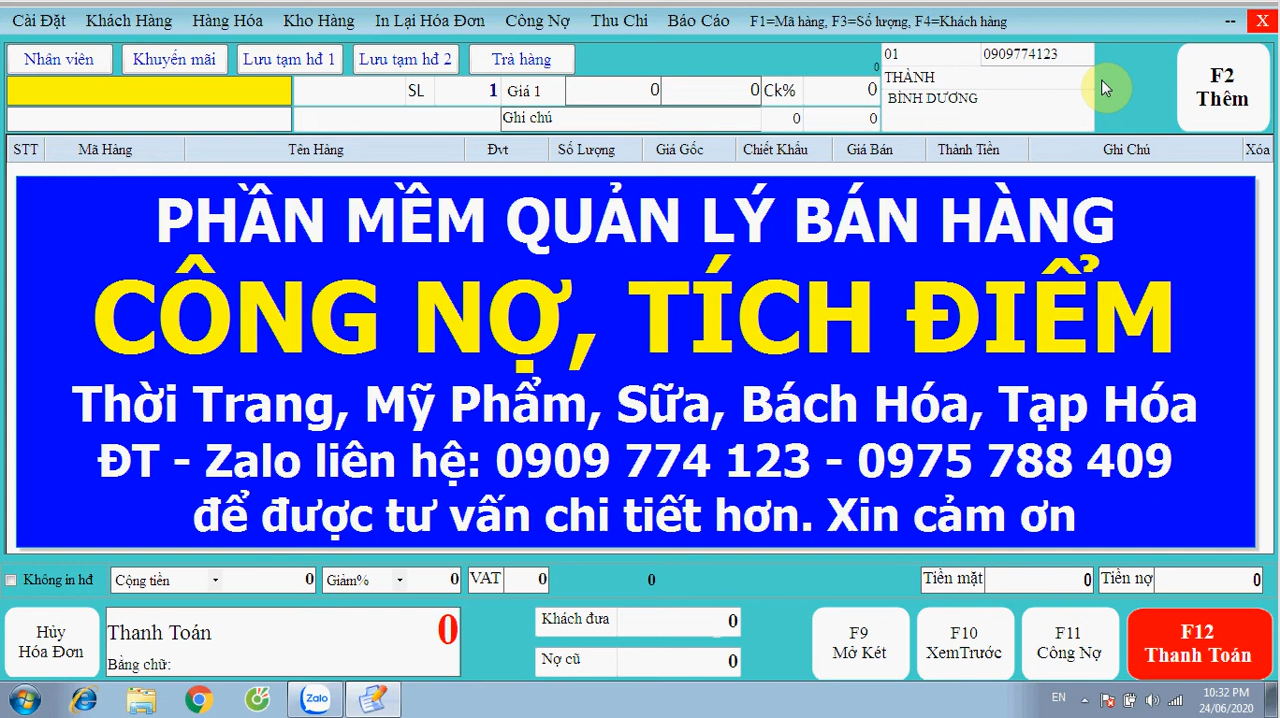 Cài Đặt Khách Hàng Hàng Hóa Kho Hàng In Lại Hóa Đơn Công Nợ Thu Chi Báo Cáo F1=Mã hàng, F3=Số lượng, F4=Khách hàng -- X
Nhân viên Khuyến mãi Lưu tạm hđ 1 Lưu tạm hđ 2 Trả hàng 0 01 0909774123
THÀNH
SL 1 Giá 1 0 0 Ck% 0 BÌNH DƯƠNG
F2
Thêm
Ghi chú 0 0
STT Mã Hàng Tên Hàng Đvt Số Lượng Giá Gốc Chiết Khấu Giá Bán Thành Tiền Ghi Chú Xóa
PHẦN MỀM QUẢN LÝ BÁN HÀNG
CÔNG NỢ, TÍCH ĐIỂM
Thời Trang, Mỹ Phẩm, Sữa, Bách Hóa, Tạp Hóa
ĐT - Zalo liên hệ: 0909 774 123 - 0975 788 409
để được tư vấn chi tiết hơn. Xin cảm ơn
Không in hđ Cộng tiền 0 Giảm% 0 VAT 0 0 Tiền mặt 0 Tiền nợ 0
Hủy
Hóa Đơn
Thanh Toán 0
Bằng chữ:
Khách đưa 0
Nợ cũ 0
F9
Mở Két
F10
XemTrước
F11
Công Nợ
F12
Thanh Toán
Zalo EN 10:32 PM
24/06/2020